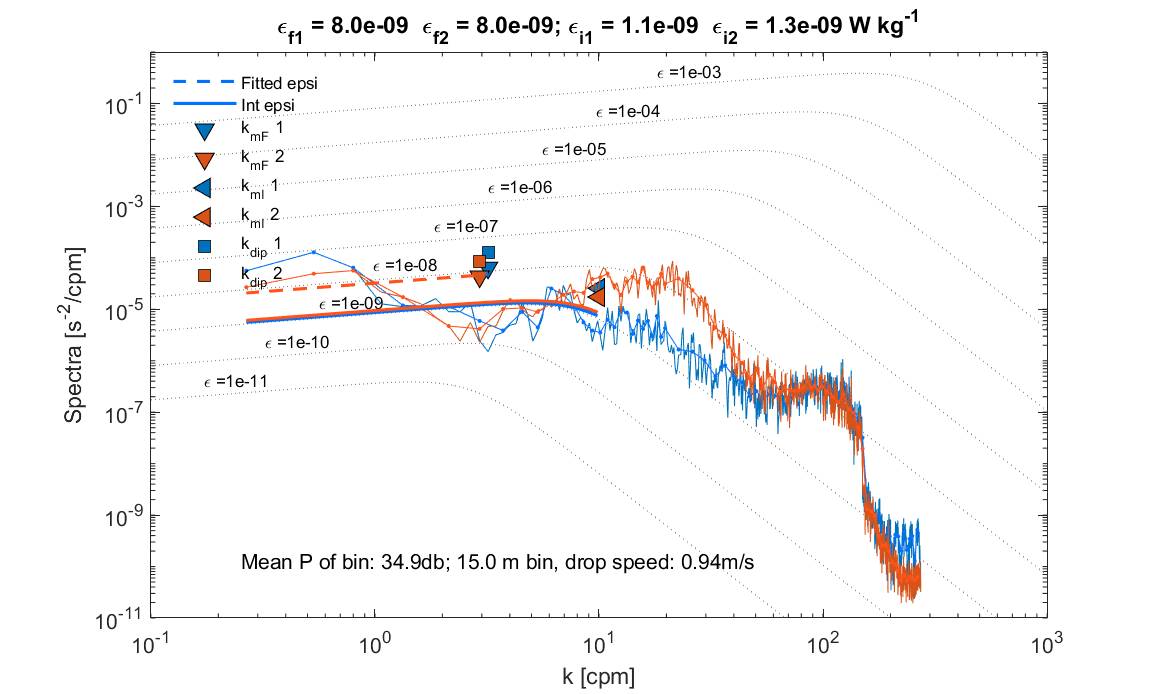 ϵf1 = 8.0e-09 ϵf2 = 8.0e-09; ϵi1 = 1.1e-09 ϵi2 = 1.3e-09 W kg-1
Fitted epsi
Int epsi
kmF 1
kmF 2
kmI 1
kmI 2
kdip 1
kdip 2
ϵ =1e-03
ϵ =1e-04
ϵ =1e-05
ϵ =1e-06
ϵ =1e-07
ϵ =1e-08
ϵ =1e-09
ϵ =1e-10
ϵ =1e-11
Mean P of bin: 34.9db; 15.0 m bin, drop speed: 0.94m/s
Spectra [s-2/cpm]
10-1
10-3
10-5
10-7
10-9
10-11
10-1
100
101
102
103
k [cpm]